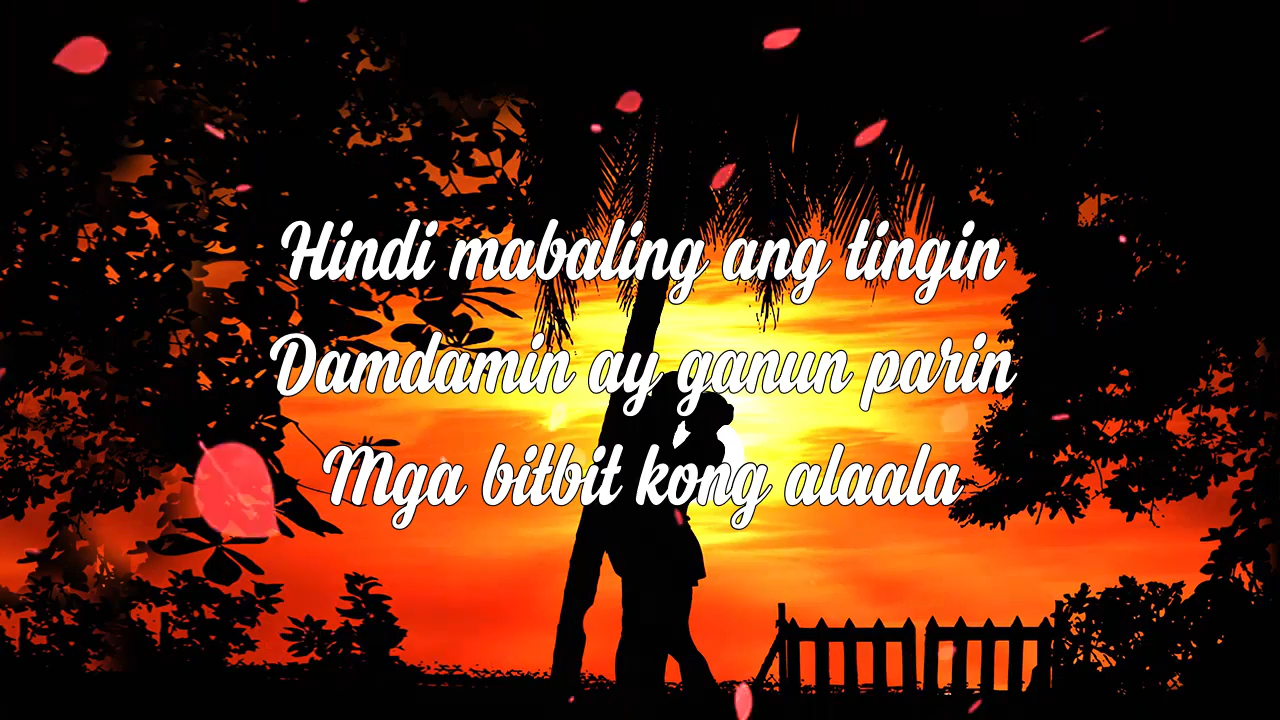 Hindi mabaling ang tingin
Damdamin ay ganun parin
Mga bitbit kong alaala